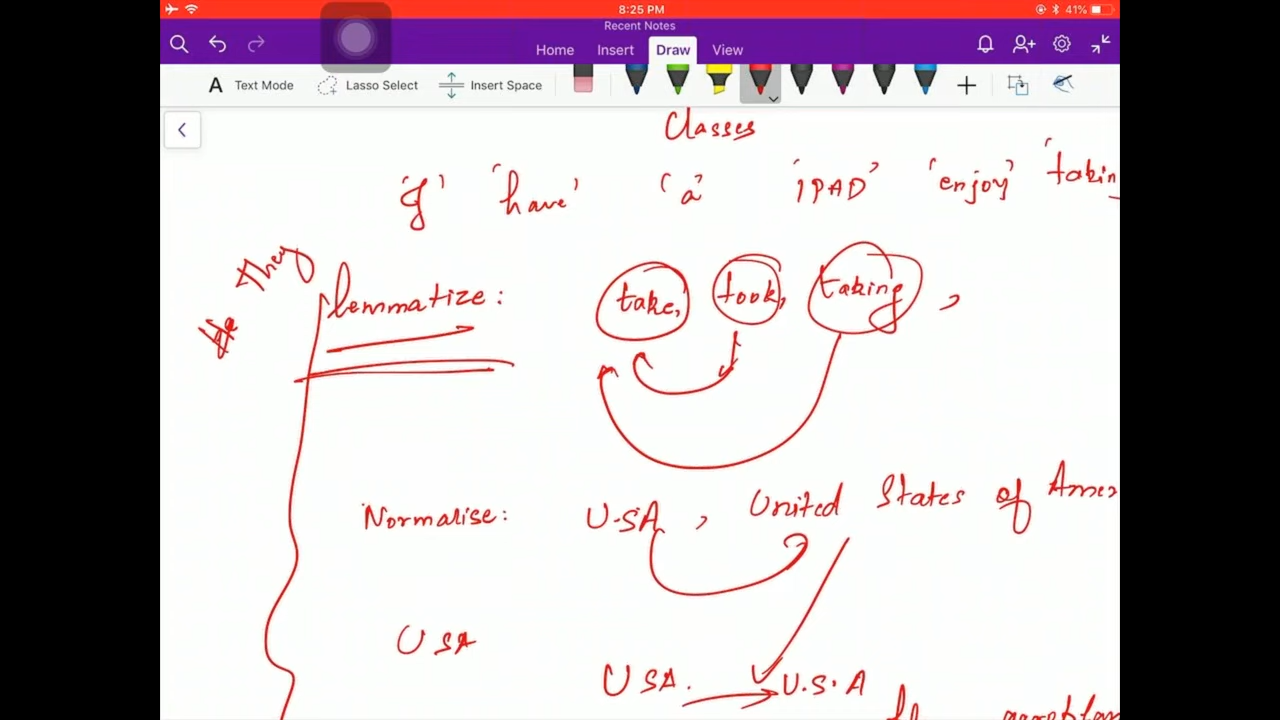 8:25 PM
41%
Recent Notes
Home Insert Draw View
A Text Mode Lasso Select Insert Space
Classes
'I' 'have' 'a' 'IPAD' 'enjoy' 'takin
They
lemmatize: take, took, taking,
Normalise: U.SA, United States of Amer
USA
USA. U.S.A